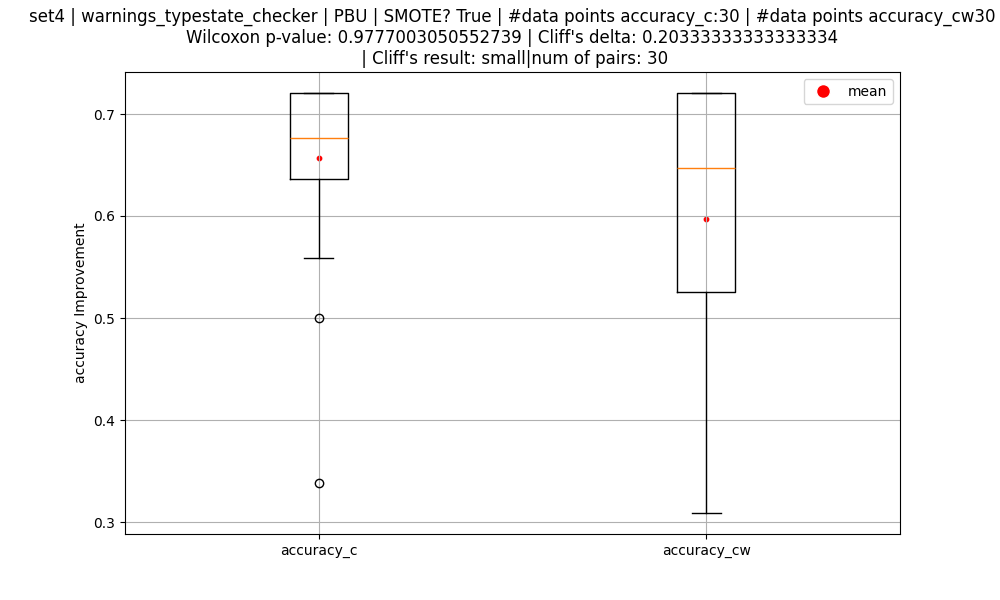 set4 | warnings_typestate_checker | PBU | SMOTE? True | #data points accuracy_c:30 | #data points accuracy_cw30
Wilcoxon p-value: 0.9777003050552739 | Cliff's delta: 0.20333333333333334
| Cliff's result: small|num of pairs: 30
mean
0.7
0.6
0.5
0.4
0.3
accuracy Improvement
accuracy_c
accuracy_cw